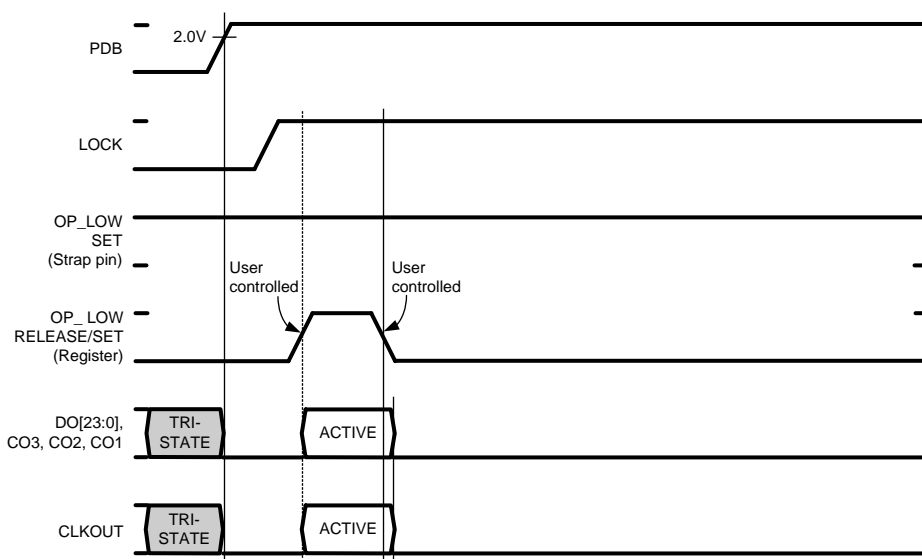 2.0V
PDB
LOCK
OP_LOW
SET
(Strap pin)
User
controlled
User
controlled
OP_ LOW
RELEASE/SET
(Register)
DO[23:0],
CO3, CO2, CO1
TRI-
STATE
ACTIVE
CLKOUT
TRI-
STATE
ACTIVE